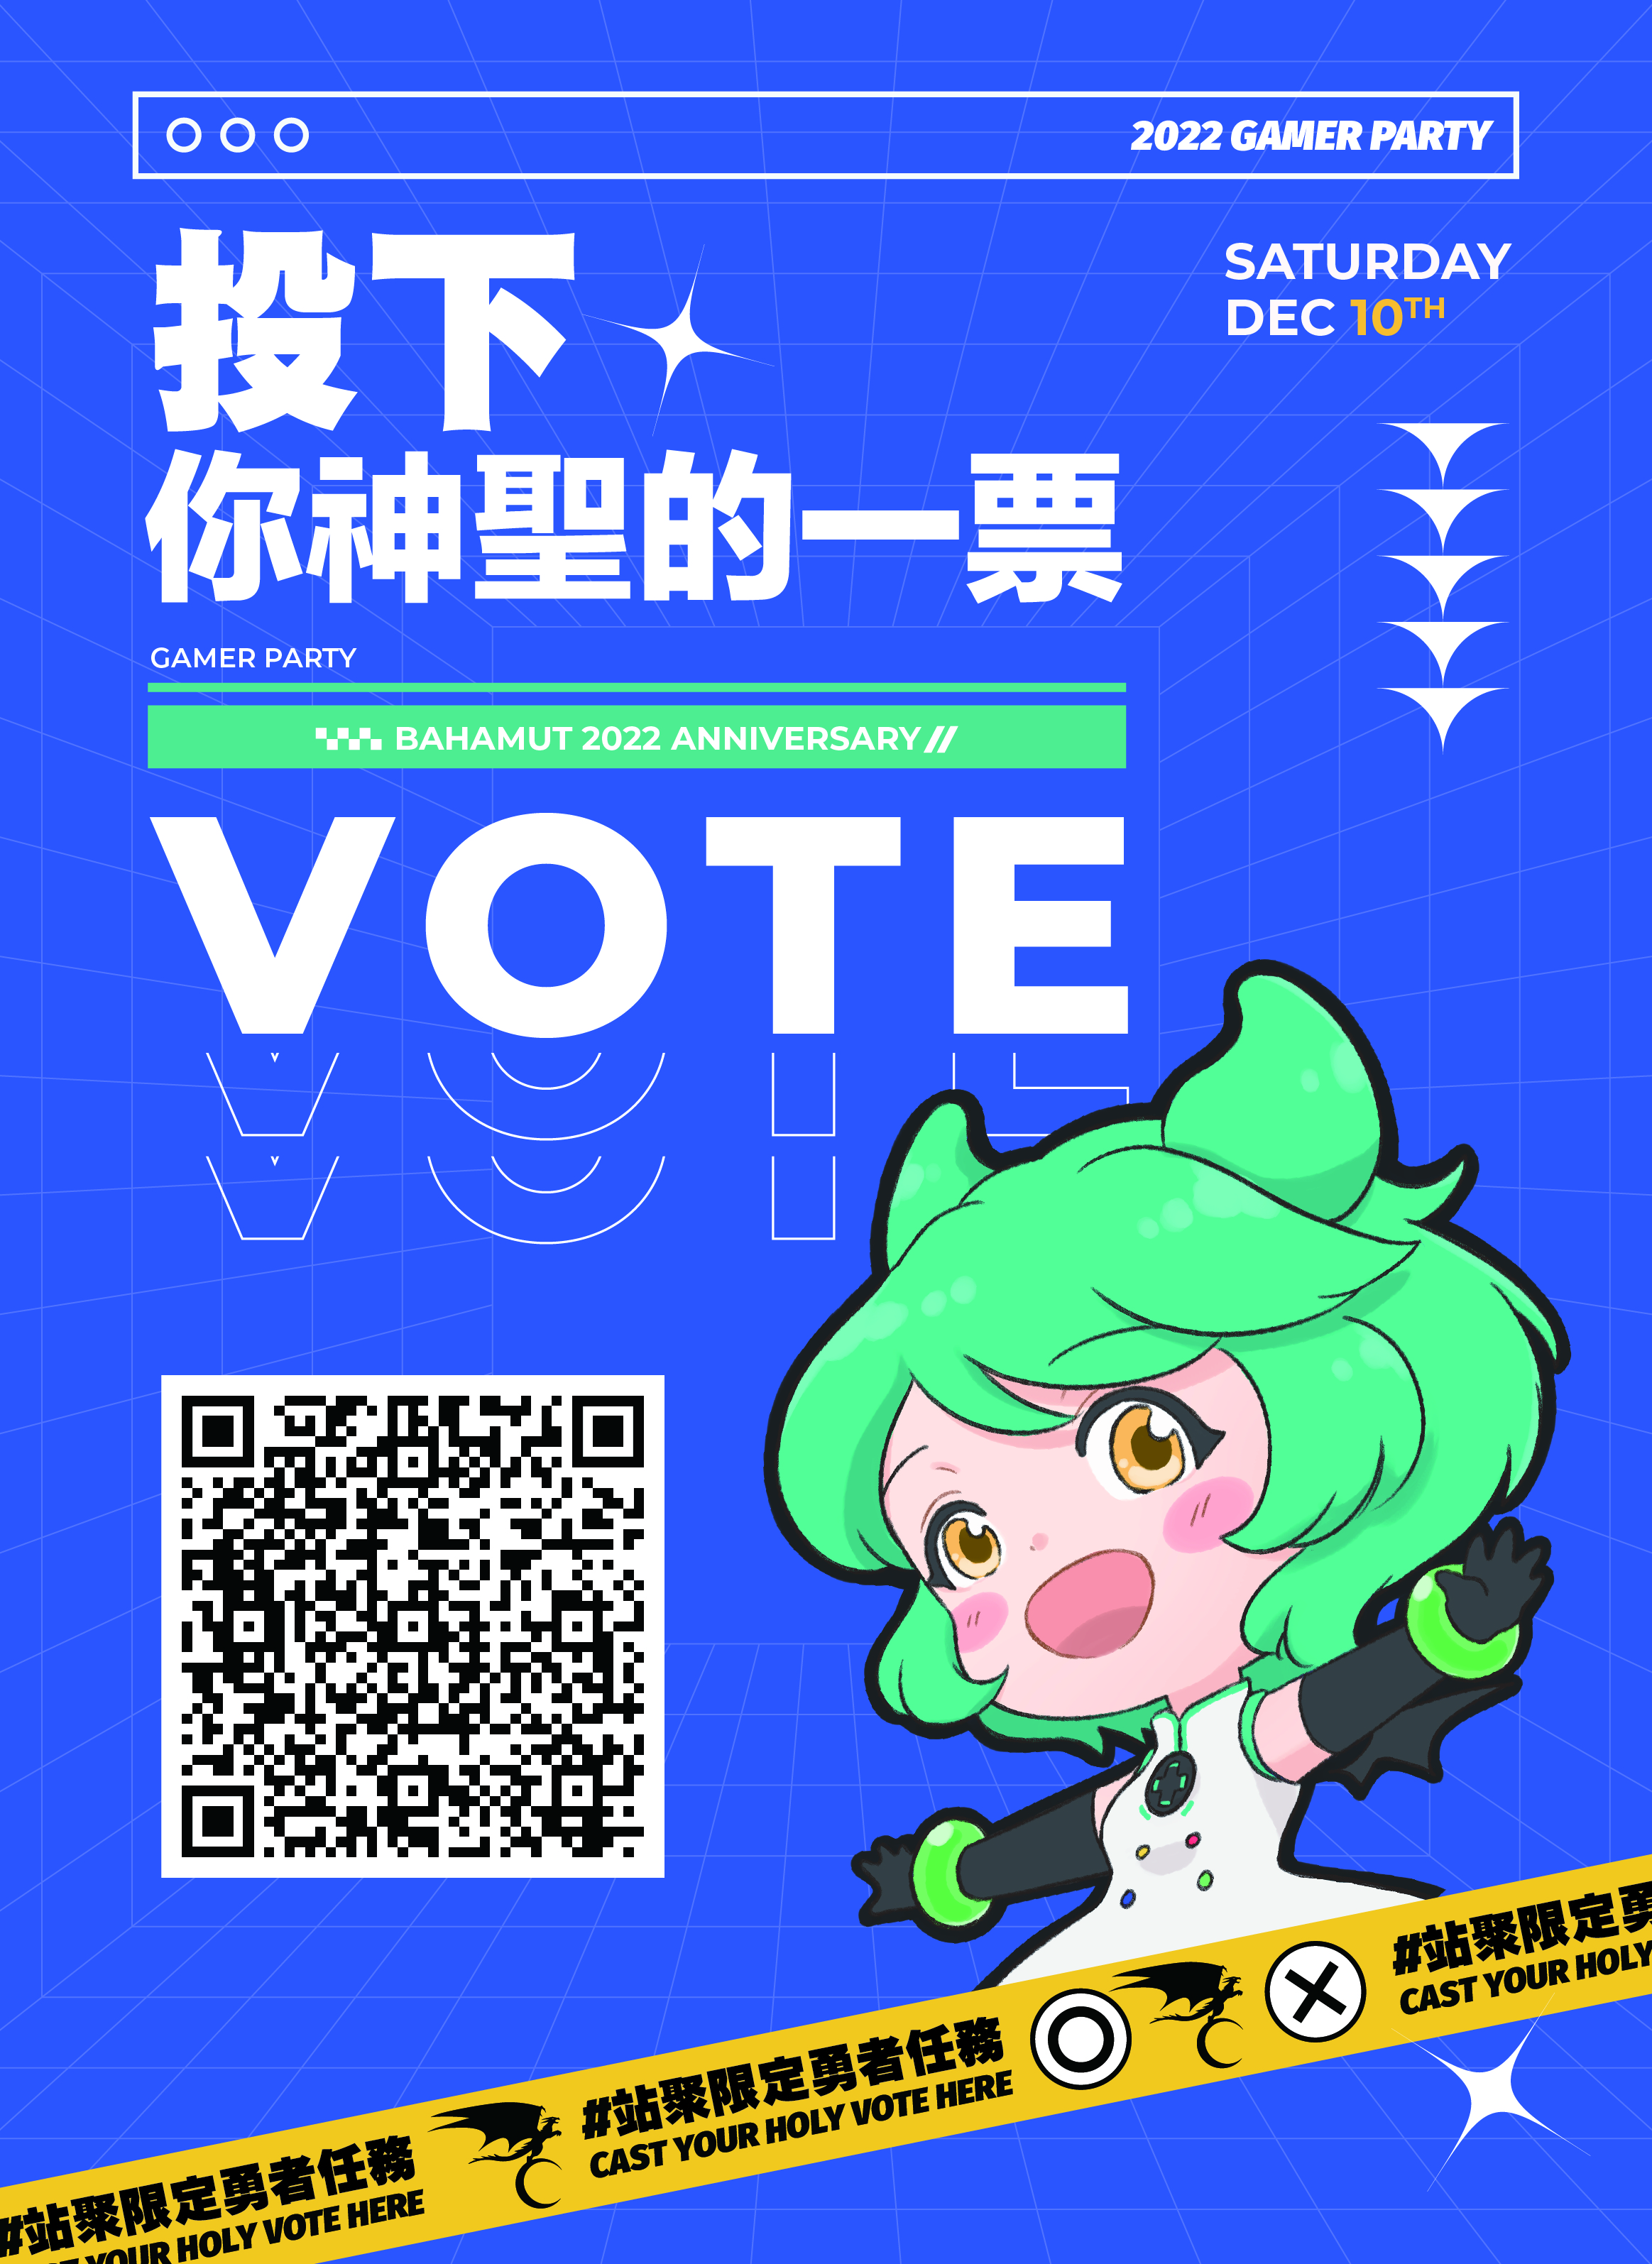 2022 GAMER PARTY
投下
SATURDAY
DEC 10TH
你神聖的一票
GAMER PARTY
BAHAMUT 2022 ANNIVERSARY//
VOTE
#站聚限定勇者任務
YOUR HOLY VOTE HERE
#站聚限定勇者任務
CAST YOUR HOLY VOTE HERE
#站聚限定勇
CAST YOUR HOLY